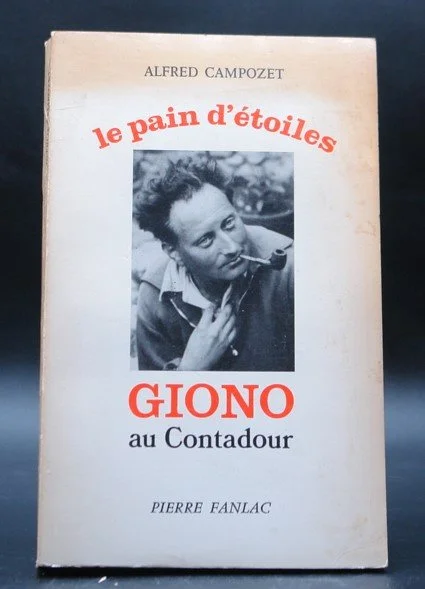 ALFRED CAMPOZET
le pain d'étoiles
GIONO
au Contadour
PIERRE FANLAC